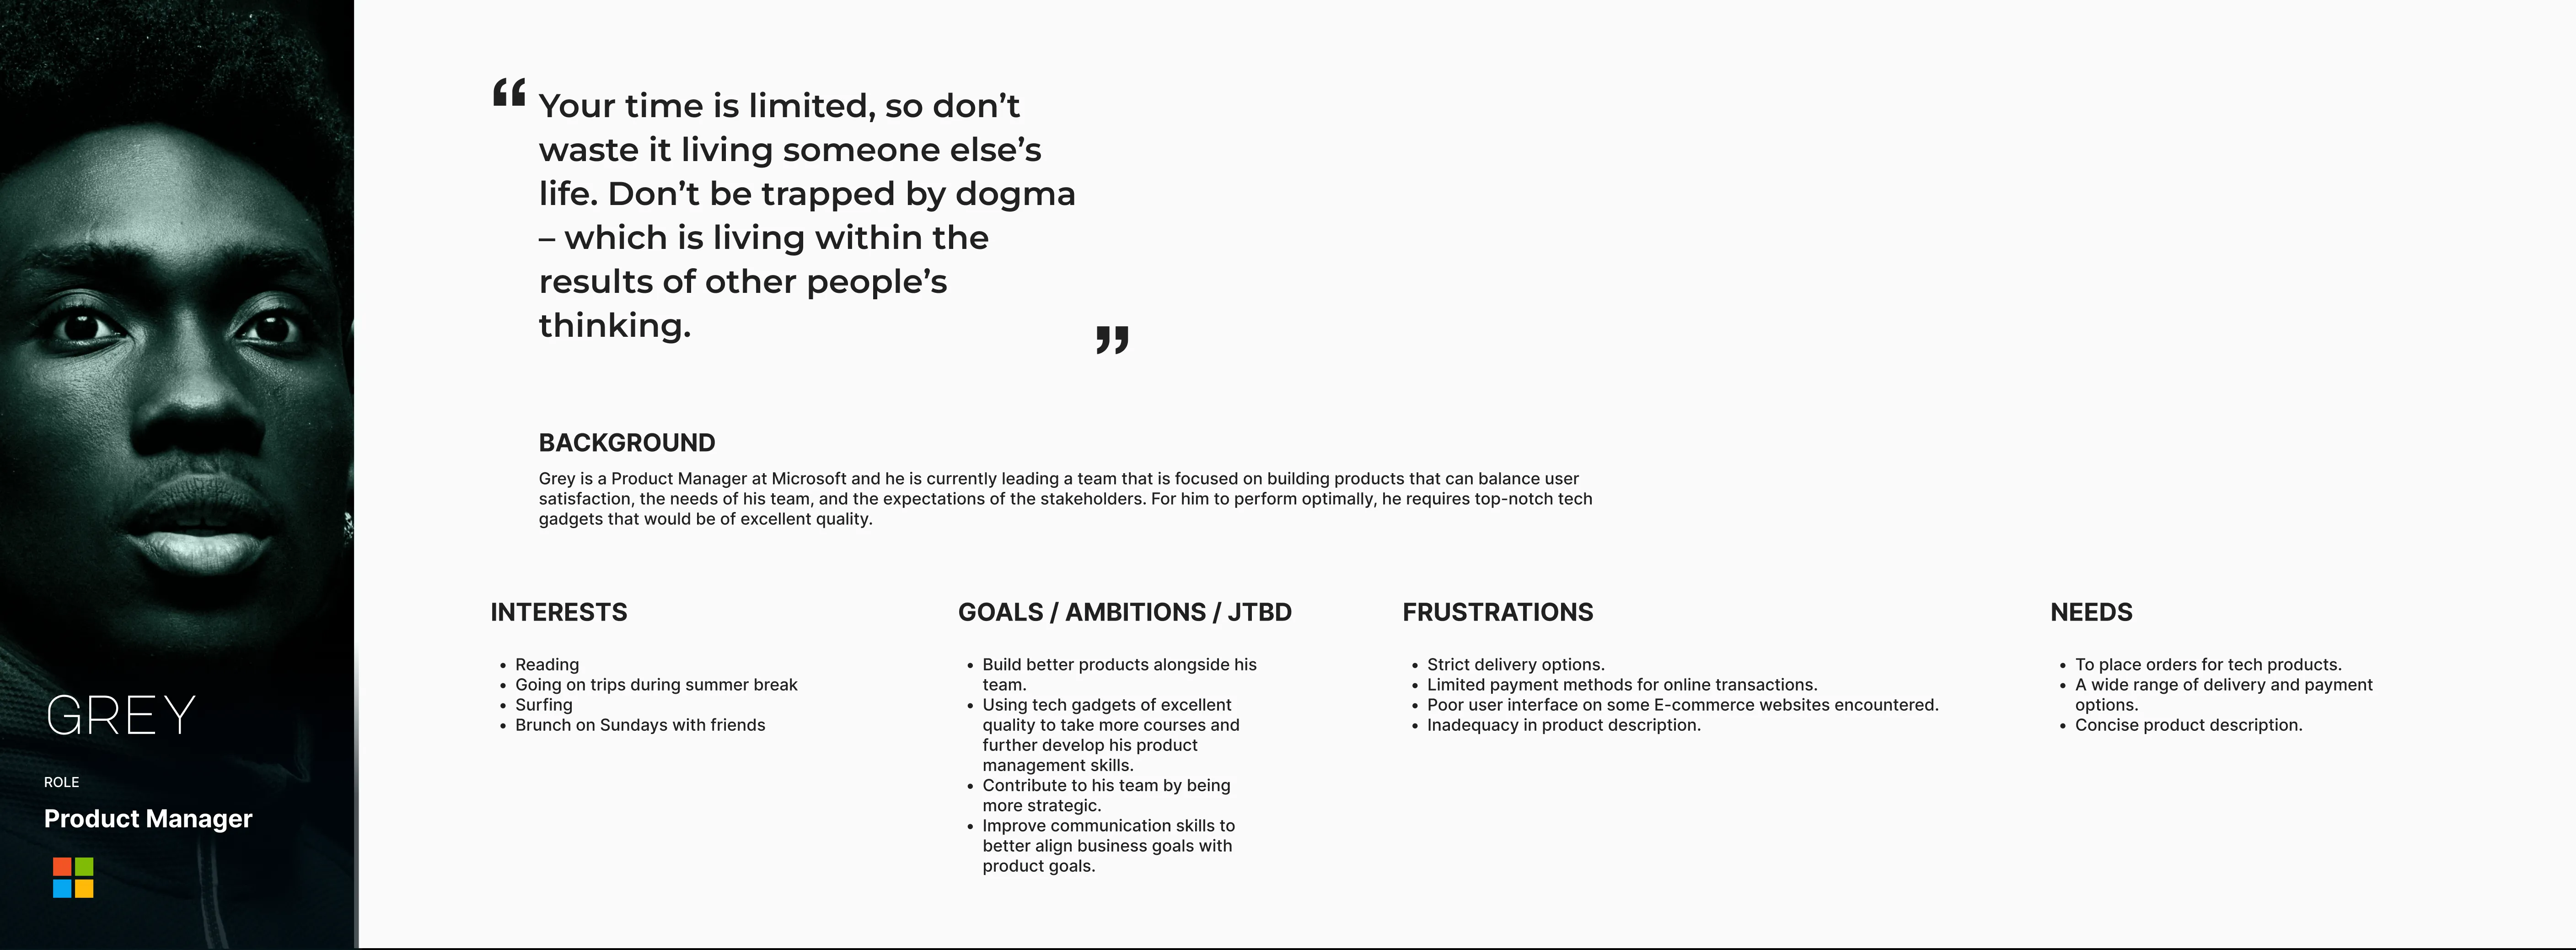 “ Your time is limited, so don’t
waste it living someone else’s
life. Don’t be trapped by dogma
– which is living within the
results of other people’s
thinking. ”
BACKGROUND
Grey is a Product Manager at Microsoft and he is currently leading a team that is focused on building products that can balance user
satisfaction, the needs of his team, and the expectations of the stakeholders. For him to perform optimally, he requires top-notch tech
gadgets that would be of excellent quality.
INTERESTS
• Reading
• Going on trips during summer break
• Surfing
• Brunch on Sundays with friends
GOALS / AMBITIONS / JTBD
• Build better products alongside his
team.
• Using tech gadgets of excellent
quality to take more courses and
further develop his product
management skills.
• Contribute to his team by being
more strategic.
• Improve communication skills to
better align business goals with
product goals.
FRUSTRATIONS
• Strict delivery options.
• Limited payment methods for online transactions.
• Poor user interface on some E-commerce websites encountered.
• Inadequacy in product description.
NEEDS
• To place orders for tech products.
• A wide range of delivery and payment
options.
• Concise product description.
GREY
ROLE
Product Manager